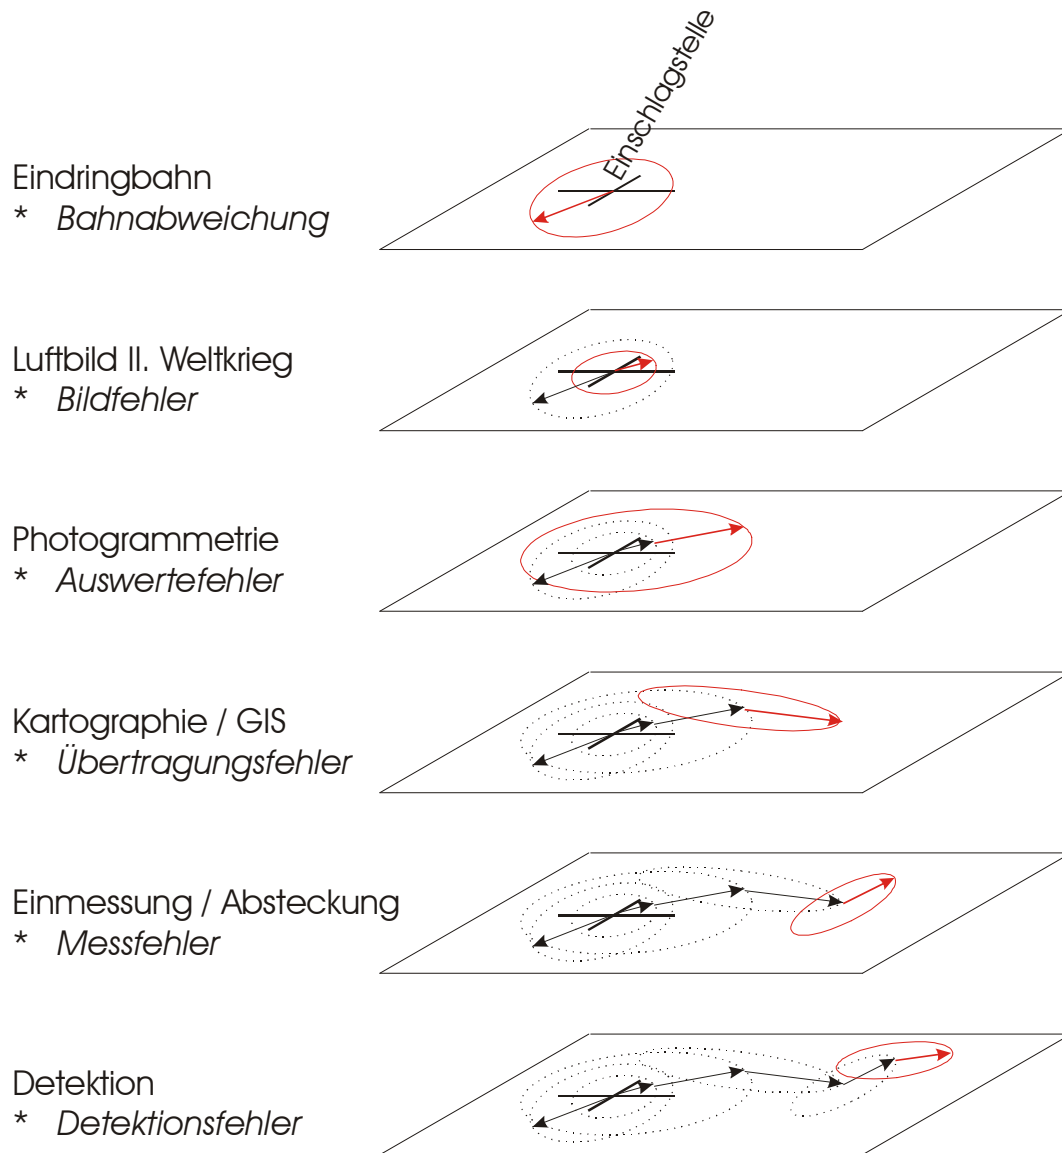 Einschlagstelle
Eindringbahn
* Bahnabweichung
Luftbild II. Weltkrieg
* Bildfehler
Photogrammetrie
* Auswertefehler
Kartographie / GIS
* Übertragungsfehler
Einmessung / Absteckung
* Messfehler
Detektion
* Detektionsfehler